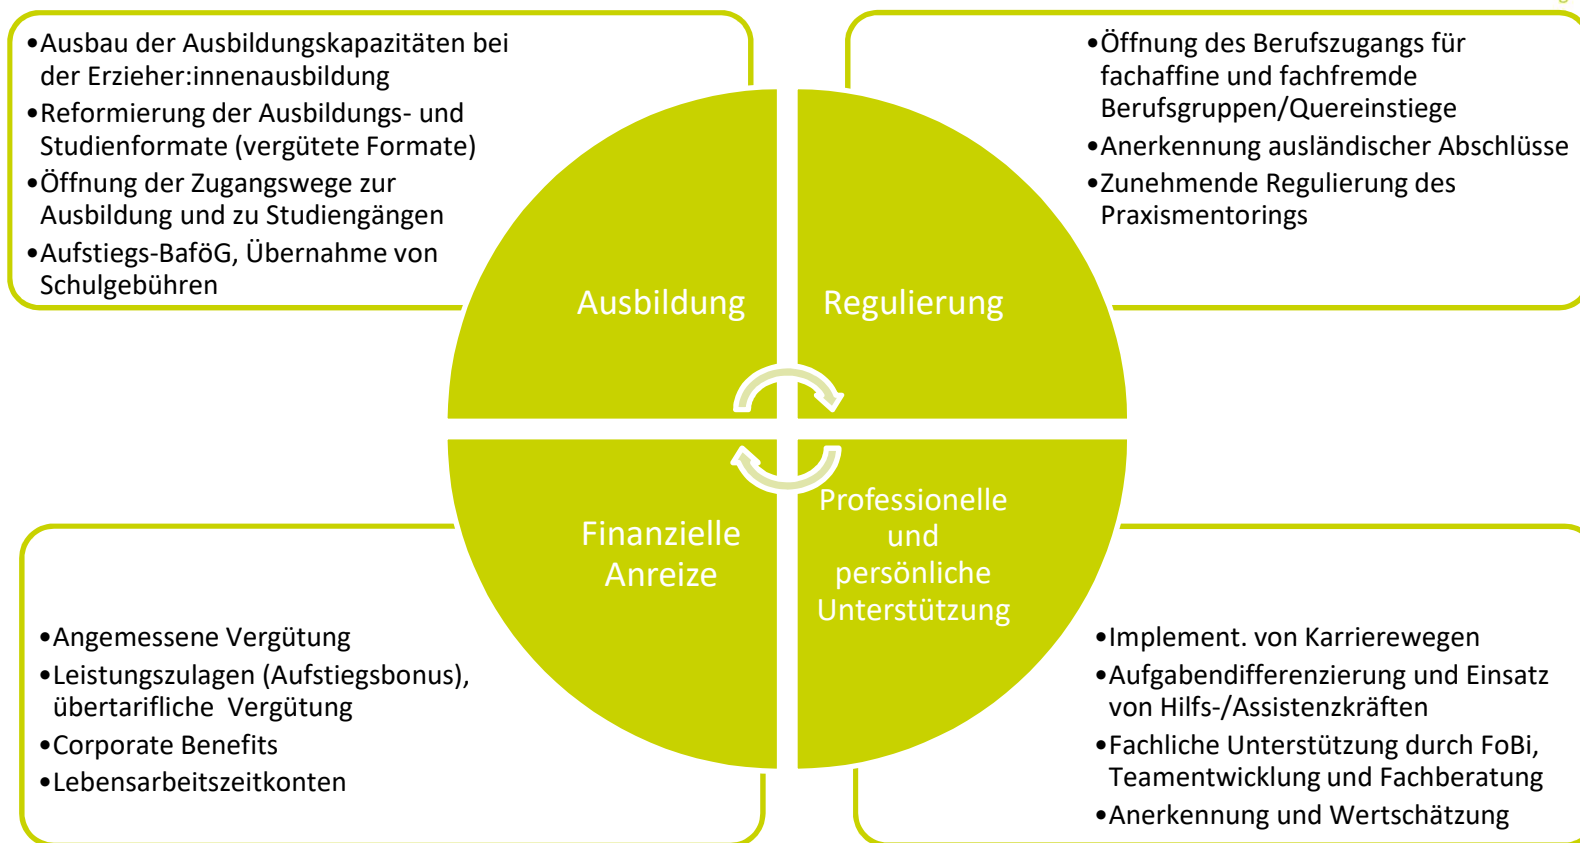 •Ausbau der Ausbildungskapazitäten bei
der Erzieher:innenausbildung
•Reformierung der Ausbildungs- und
Studienformate (vergütete Formate)
•Öffnung der Zugangswege zur
Ausbildung und zu Studiengängen
•Aufstiegs-BaföG, Übernahme von
Schulgebühren
•Öffnung des Berufszugangs für
fachaffine und fachfremde
Berufsgruppen/Quereinstiege
•Anerkennung ausländischer Abschlüsse
•Zunehmende Regulierung des
Praxismentorings
Ausbildung
Regulierung
Finanzielle
Anreize
Professionelle
und
persönliche
Unterstützung
•Angemessene Vergütung
•Leistungszulagen (Aufstiegsbonus),
übertarifliche Vergütung
•Corporate Benefits
•Lebensarbeitszeitkonten
•Implement. von Karrierewegen
•Aufgabendifferenzierung und Einsatz
von Hilfs-/Assistenzkräften
•Fachliche Unterstützung durch FoBi,
Teamentwicklung und Fachberatung
•Anerkennung und Wertschätzung